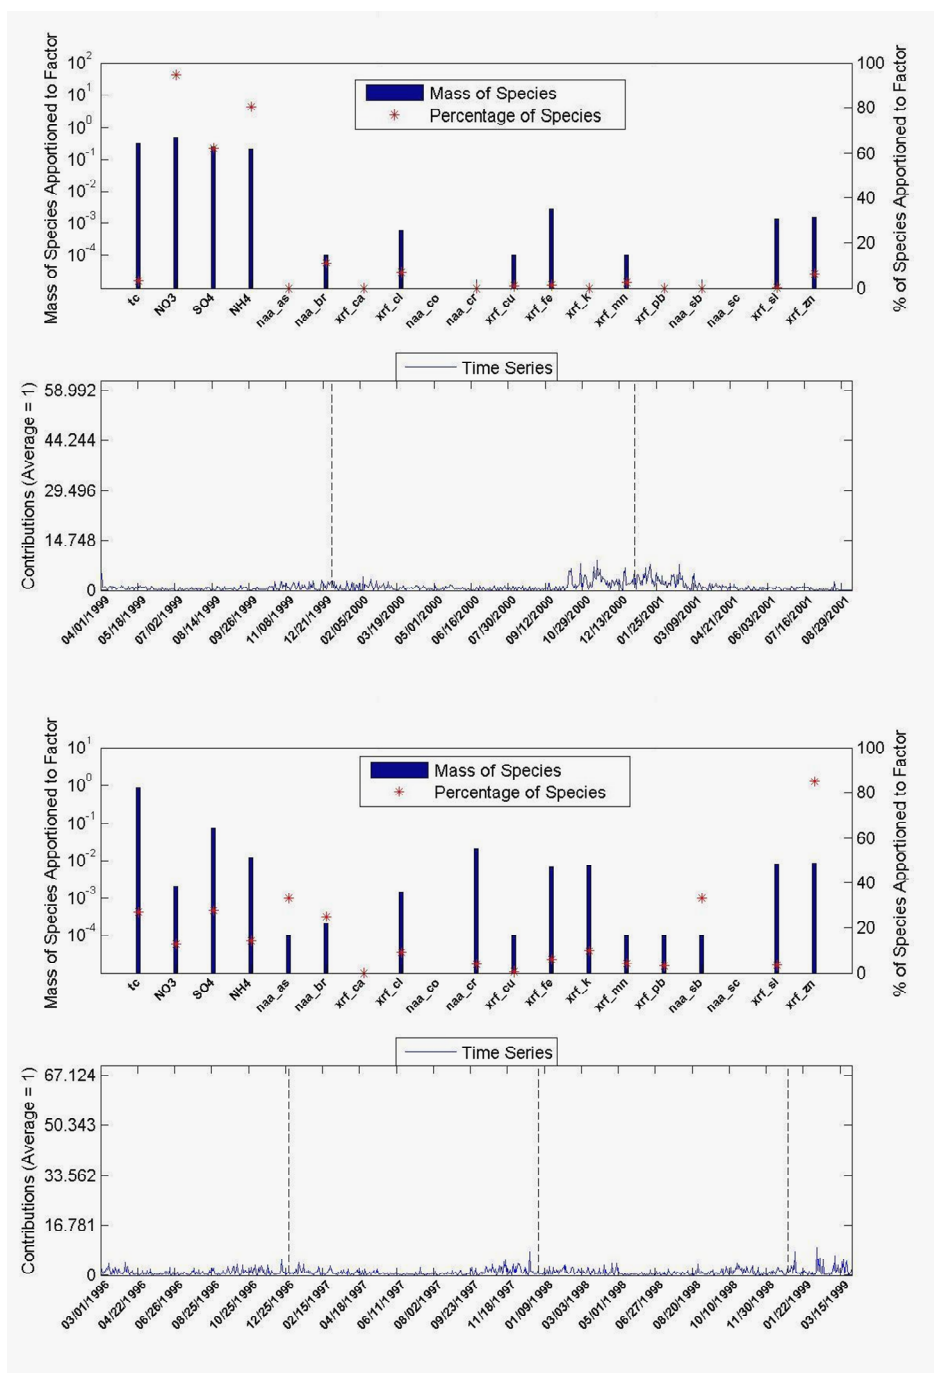 Mass of Species Apportioned to Factor
10^2
10^1
10^0
10^-1
10^-2
10^-3
10^-4
Mass of Species
Percentage of Species
100
80
60
40
20
0
% of Species Apportioned to Factor
tc NO3 SO4 NH4 naa_as naa_br xrf_ca xrf_cl naa_co naa_cr xrf_cu xrf_fe xrf_k xrf_mn xrf_pb naa_sb naa_sc xrf_si xrf_zn
Time Series
Contributions (Average = 1)
58.992
44.244
29.496
14.748
0
04/01/1999 05/18/1999 07/02/1999 08/14/1999 09/26/1999 11/08/1999 12/21/1999 02/05/2000 03/19/2000 05/01/2000 06/16/2000 07/30/2000 09/12/2000 10/29/2000 12/13/2000 01/25/2001 03/09/2001 04/21/2001 06/03/2001 07/16/2001 08/29/2001
Mass of Species Apportioned to Factor
10^1
10^0
10^-1
10^-2
10^-3
10^-4
Mass of Species
Percentage of Species
100
80
60
40
20
0
% of Species Apportioned to Factor
tc NO3 SO4 NH4 naa_as naa_br xrf_ca xrf_cl naa_co naa_cr xrf_cu xrf_fe xrf_k xrf_mn xrf_pb naa_sb naa_sc xrf_si xrf_zn
Time Series
Contributions (Average = 1)
67.124
50.343
33.562
16.781
0
03/01/1996 04/22/1996 06/26/1996 08/25/1996 10/25/1996 12/25/1996 02/15/1997 04/18/1997 06/11/1997 08/02/1997 09/23/1997 11/18/1997 01/09/1998 03/03/1998 05/01/1998 06/27/1998 08/20/1998 10/10/1998 11/30/1998 01/22/1999 03/15/1999